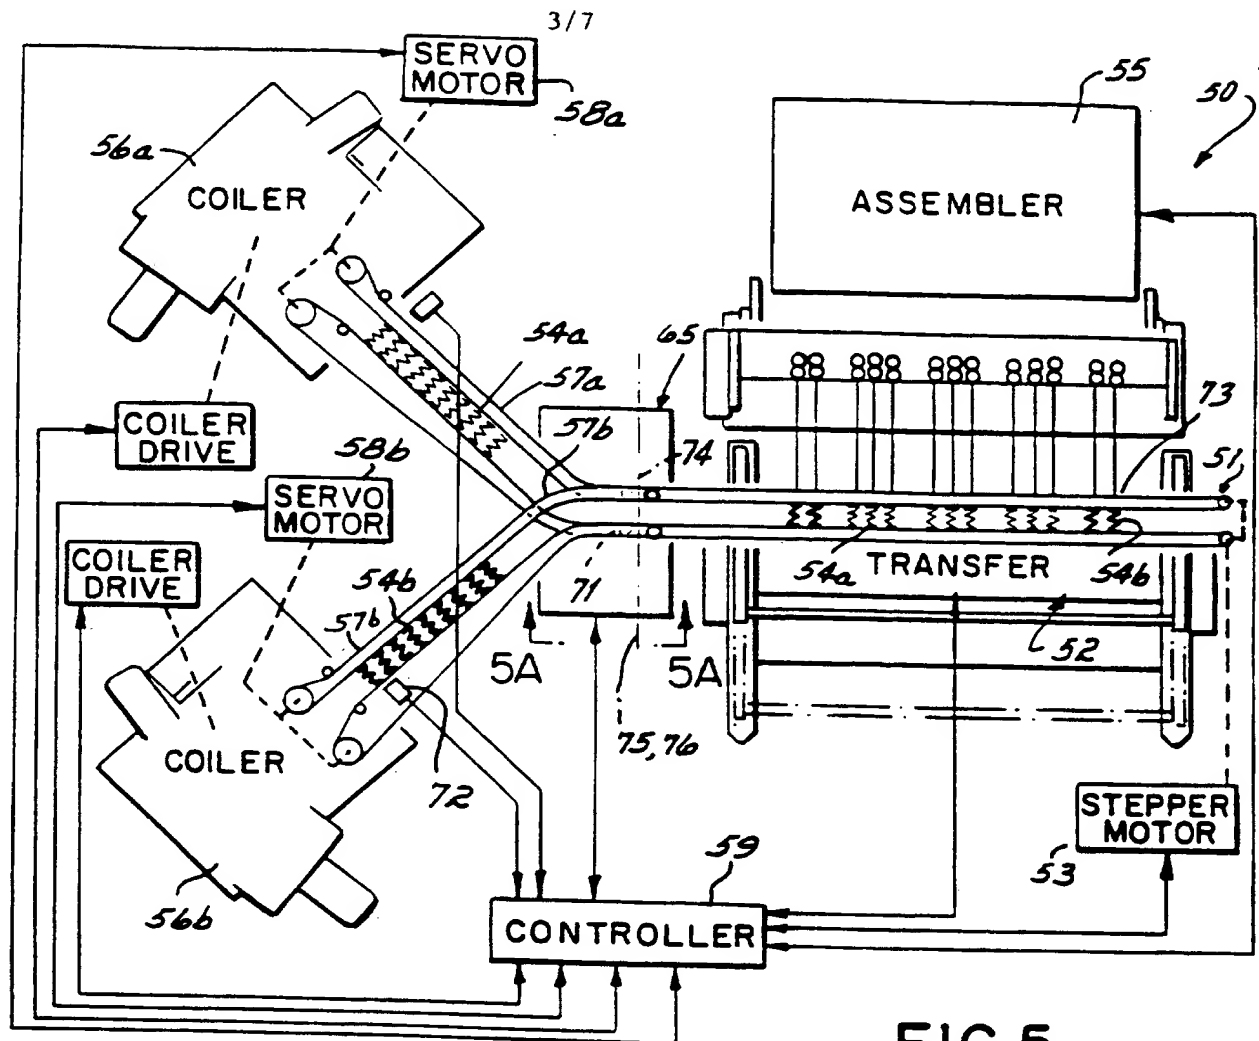 3/7
SERVO
MOTOR
58a
55
50
56a
COILER
ASSEMBLER
54a
57a
65
57b
74
73
51
COILER
DRIVE
58b
SERVO
MOTOR
COILER
DRIVE
54b
57b
71
54a
TRANSFER
54b
5A
5A
52
75,76
COILER
72
56b
59
CONTROLLER
STEPPER
MOTOR
53
FIG.5